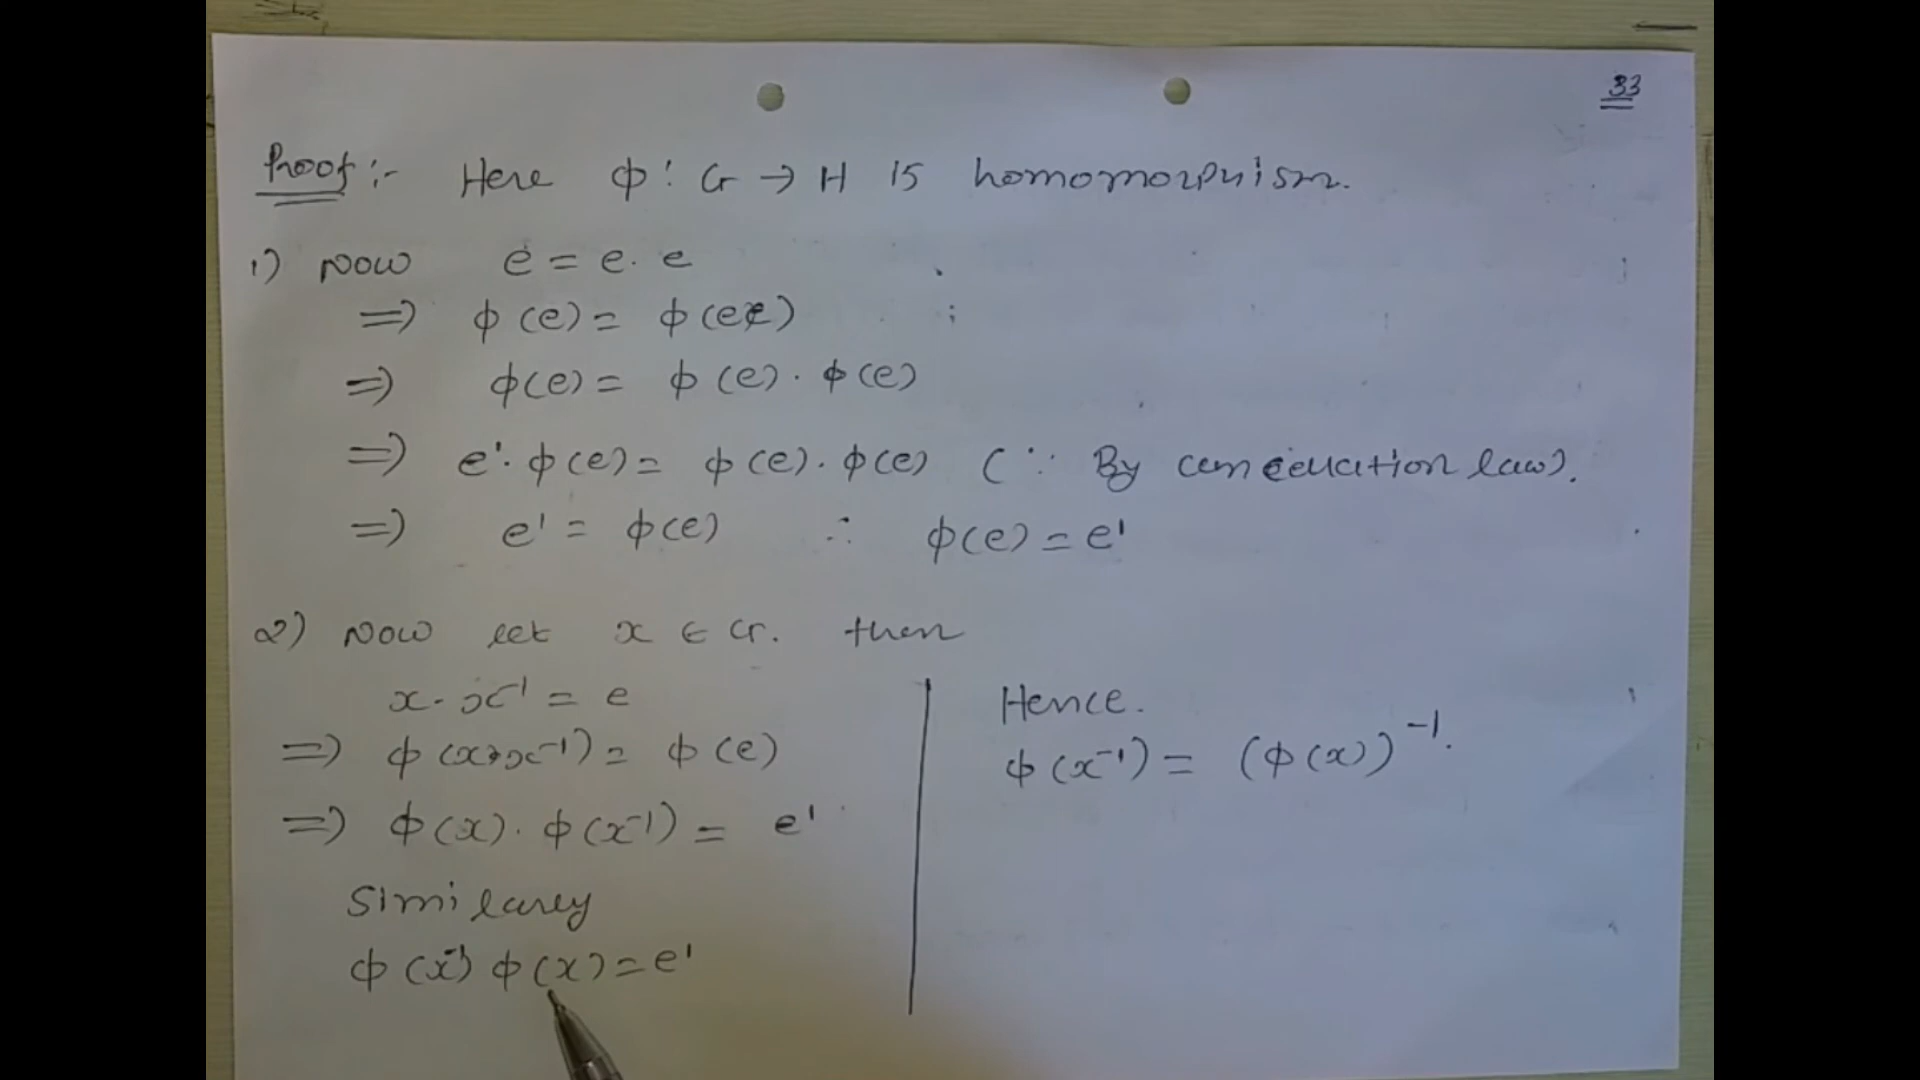 33
Proof :- Here ϕ : G → H is homomorphism.
1) Now e = e. e
=> ϕ(e) = ϕ(ee)
=> ϕ(e) = ϕ(e) . ϕ(e)
=> e' . ϕ(e) = ϕ(e) . ϕ(e) (∵ By cancellation law).
=> e' = ϕ(e) ∴ ϕ(e) = e'
2) Now let x ∈ G. then
x . x⁻¹ = e
=> ϕ(x·x⁻¹) = ϕ(e)
=> ϕ(x) . ϕ(x⁻¹) = e'
Similarly
ϕ(x⁻¹) ϕ(x) = e'
Hence.
ϕ(x⁻¹) = (ϕ(x))⁻¹.